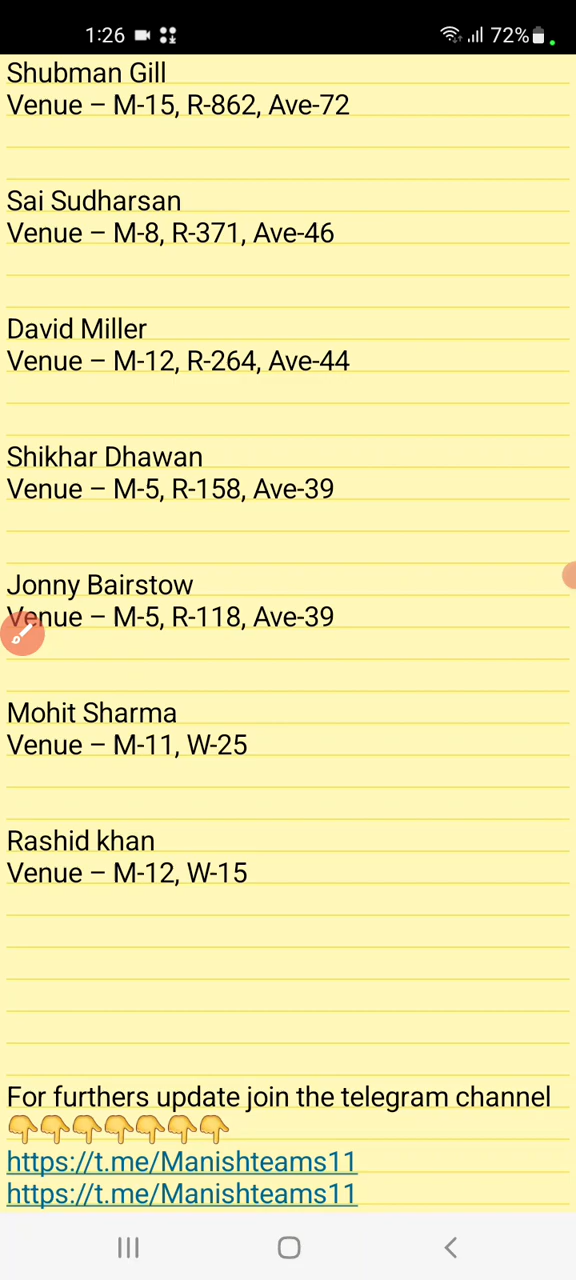 1:26
72%
Shubman Gill
Venue – M-15, R-862, Ave-72
Sai Sudharsan
Venue – M-8, R-371, Ave-46
David Miller
Venue – M-12, R-264, Ave-44
Shikhar Dhawan
Venue – M-5, R-158, Ave-39
Jonny Bairstow
Venue – M-5, R-118, Ave-39
Mohit Sharma
Venue – M-11, W-25
Rashid khan
Venue – M-12, W-15
For furthers update join the telegram channel
👇👇👇👇👇👇👇
https://t.me/Manishteams11
https://t.me/Manishteams11